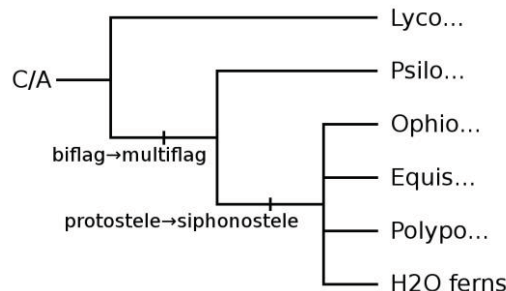 Lyco...
Psilo...
C/A
Ophio...
biflag→multiflag
Equis...
protostele→siphonostele
Polypo...
H2O ferns